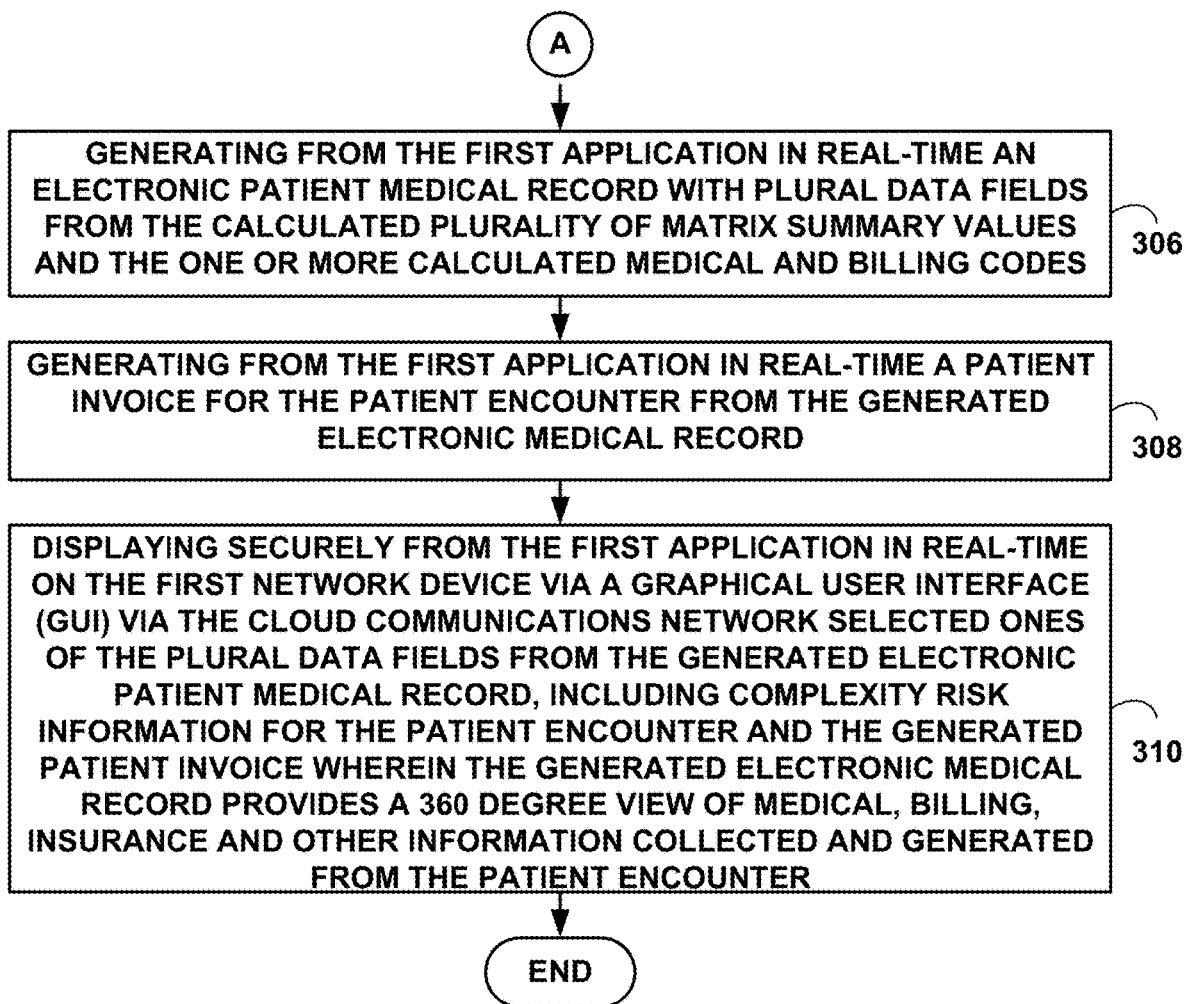 A
GENERATING FROM THE FIRST APPLICATION IN REAL-TIME AN
ELECTRONIC PATIENT MEDICAL RECORD WITH PLURAL DATA FIELDS
FROM THE CALCULATED PLURALITY OF MATRIX SUMMARY VALUES
AND THE ONE OR MORE CALCULATED MEDICAL AND BILLING CODES
306
GENERATING FROM THE FIRST APPLICATION IN REAL-TIME A PATIENT
INVOICE FOR THE PATIENT ENCOUNTER FROM THE GENERATED
ELECTRONIC MEDICAL RECORD
308
DISPLAYING SECURELY FROM THE FIRST APPLICATION IN REAL-TIME
ON THE FIRST NETWORK DEVICE VIA A GRAPHICAL USER INTERFACE
(GUI) VIA THE CLOUD COMMUNICATIONS NETWORK SELECTED ONES
OF THE PLURAL DATA FIELDS FROM THE GENERATED ELECTRONIC
PATIENT MEDICAL RECORD, INCLUDING COMPLEXITY RISK
INFORMATION FOR THE PATIENT ENCOUNTER AND THE GENERATED
PATIENT INVOICE WHEREIN THE GENERATED ELECTRONIC MEDICAL
RECORD PROVIDES A 360 DEGREE VIEW OF MEDICAL, BILLING,
INSURANCE AND OTHER INFORMATION COLLECTED AND GENERATED
FROM THE PATIENT ENCOUNTER
310
END